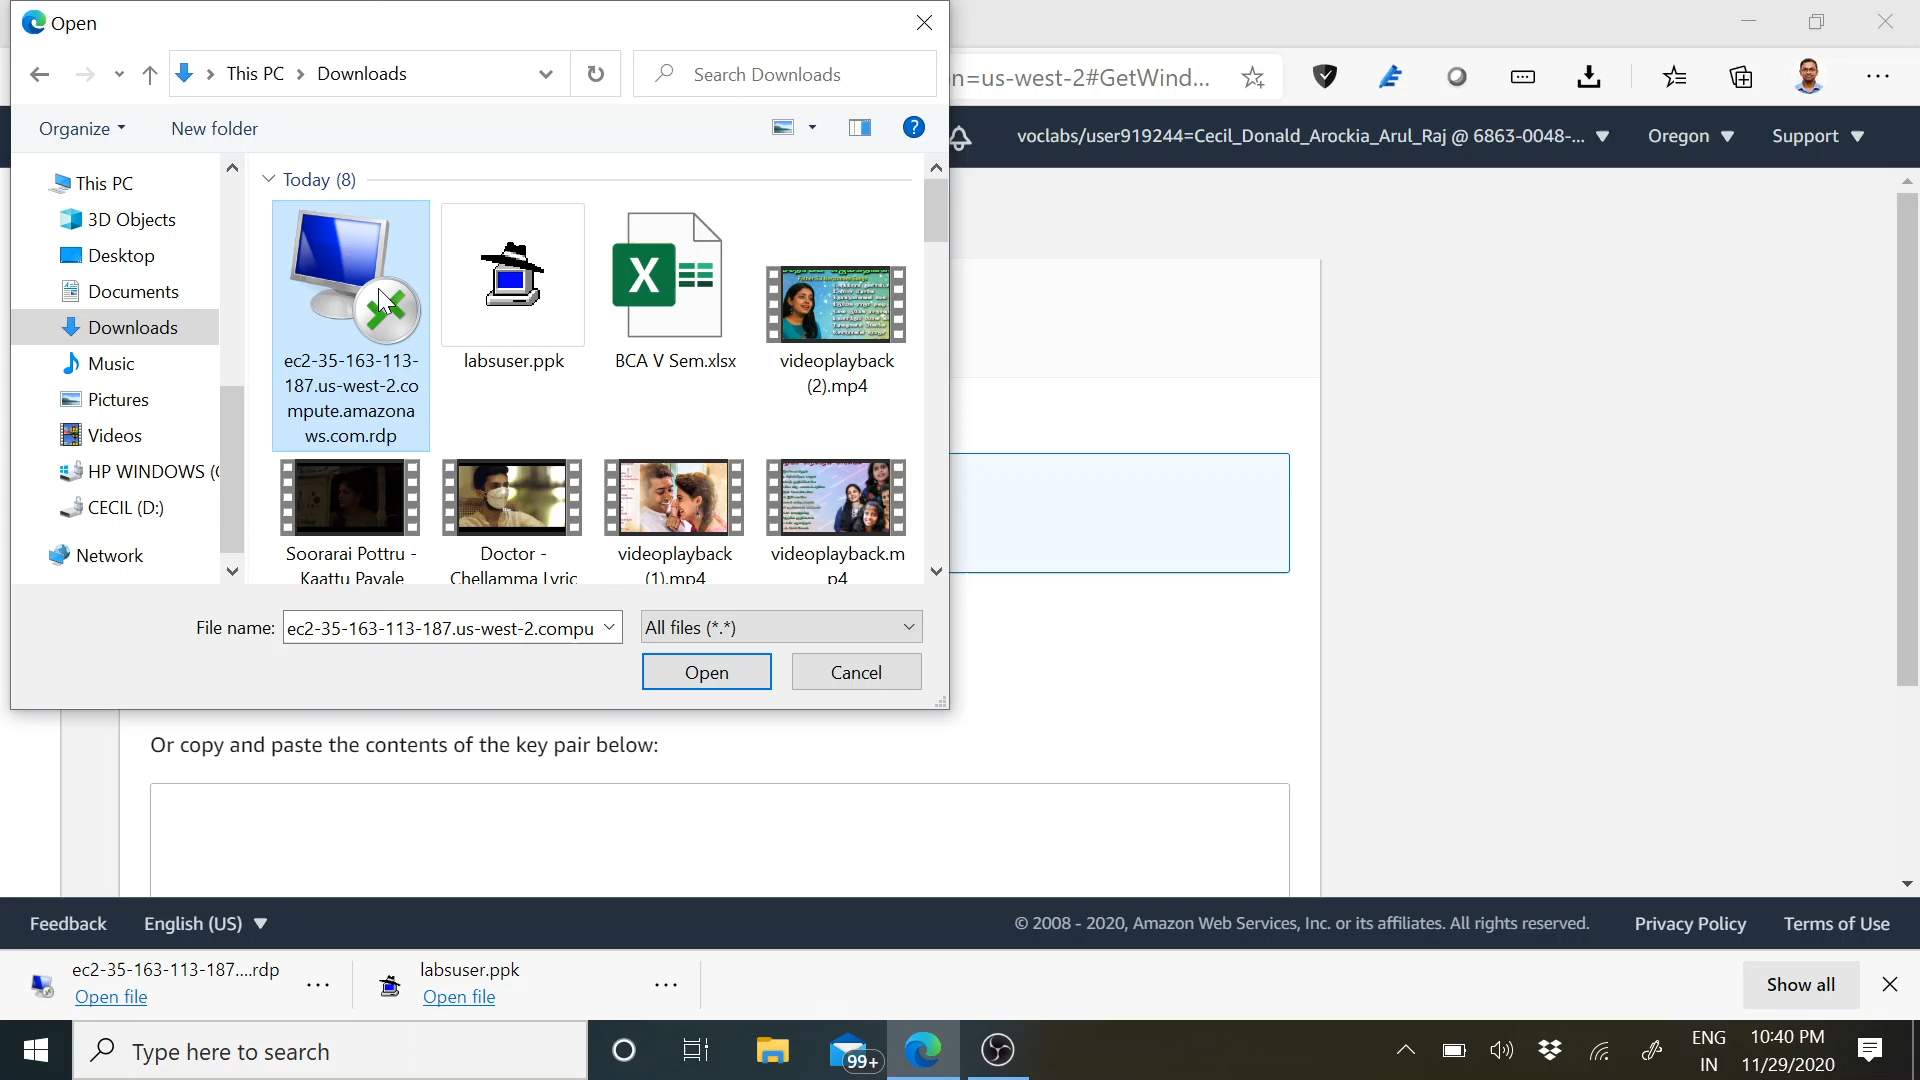 Open
This PC
Downloads
Search Downloads
n=us-west-2#GetWind...
Organize
New folder
voclabs/user919244=Cecil_Donald_Arockia_Arul_Raj @ 6863-0048-...
Oregon
Support
This PC
3D Objects
Desktop
Documents
Downloads
Music
Pictures
Videos
HP WINDOWS (
CECIL (D:)
Network
Today (8)
ec2-35-163-113-
187.us-west-2.co
mpute.amazona
ws.com.rdp
labsuser.ppk
BCA V Sem.xlsx
videoplayback
(2).mp4
Soorarai Pottru -
Kaattu Payale
Doctor -
Chellamma Lyric
videoplayback
(1).mp4
videoplayback.m
p4
File name:
ec2-35-163-113-187.us-west-2.compu
All files (*.*)
Open
Cancel
Or copy and paste the contents of the key pair below:
Feedback
English (US)
© 2008 - 2020, Amazon Web Services, Inc. or its affiliates. All rights reserved.
Privacy Policy
Terms of Use
ec2-35-163-113-187....rdp
Open file
labsuser.ppk
Open file
Show all
Type here to search
99+
ENG
IN
10:40 PM
11/29/2020